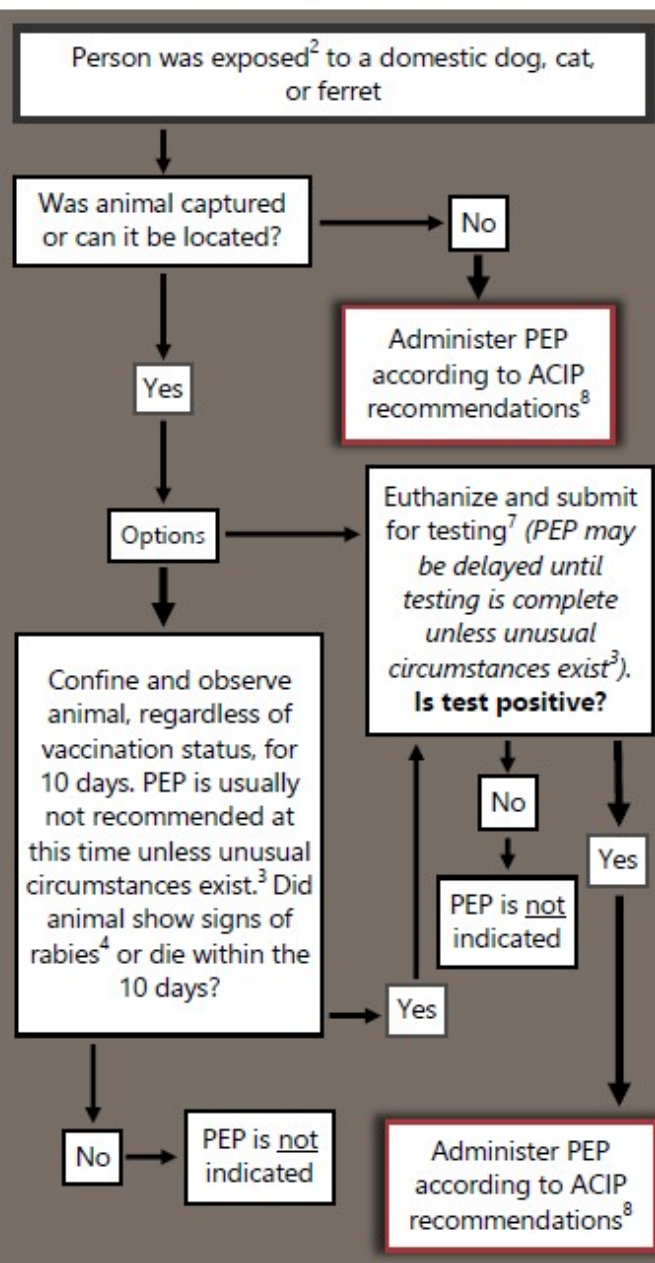 Person was exposed² to a domestic dog, cat,
or ferret
Was animal captured
or can it be located?
No
Administer PEP
according to ACIP
recommendations⁸
Yes
Options
Euthanize and submit
for testing⁷ (PEP may
be delayed until
testing is complete
unless unusual
circumstances exist³).
Is test positive?
Confine and observe
animal, regardless of
vaccination status, for
10 days. PEP is usually
not recommended at
this time unless unusual
circumstances exist.³ Did
animal show signs of
rabies⁴ or die within the
10 days?
No
PEP is not
indicated
Yes
Yes
No
PEP is not
indicated
Administer PEP
according to ACIP
recommendations⁸